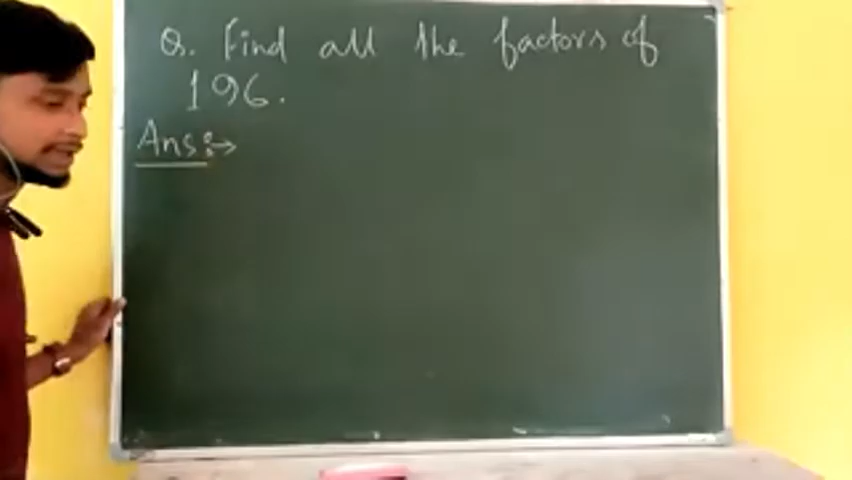 Q. Find all the factors of
196.
Ans:→